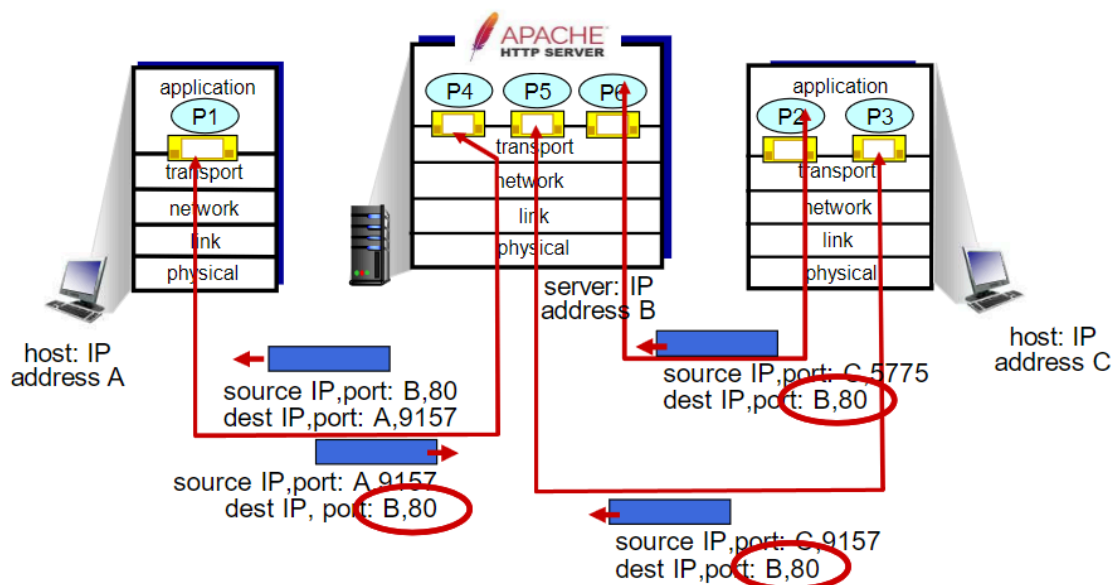 APACHE
HTTP SERVER
application
P1
transport
network
link
physical
host: IP
address A
P4
P5
P6
transport
network
link
physical
server: IP
address B
application
P2
P3
transport
network
link
physical
host: IP
address C
source IP,port: B,80
dest IP,port: A,9157
source IP,port: A,9157
dest IP, port: B,80
source IP,port: C,5775
dest IP,port: B,80
source IP,port: C,9157
dest IP,port: B,80